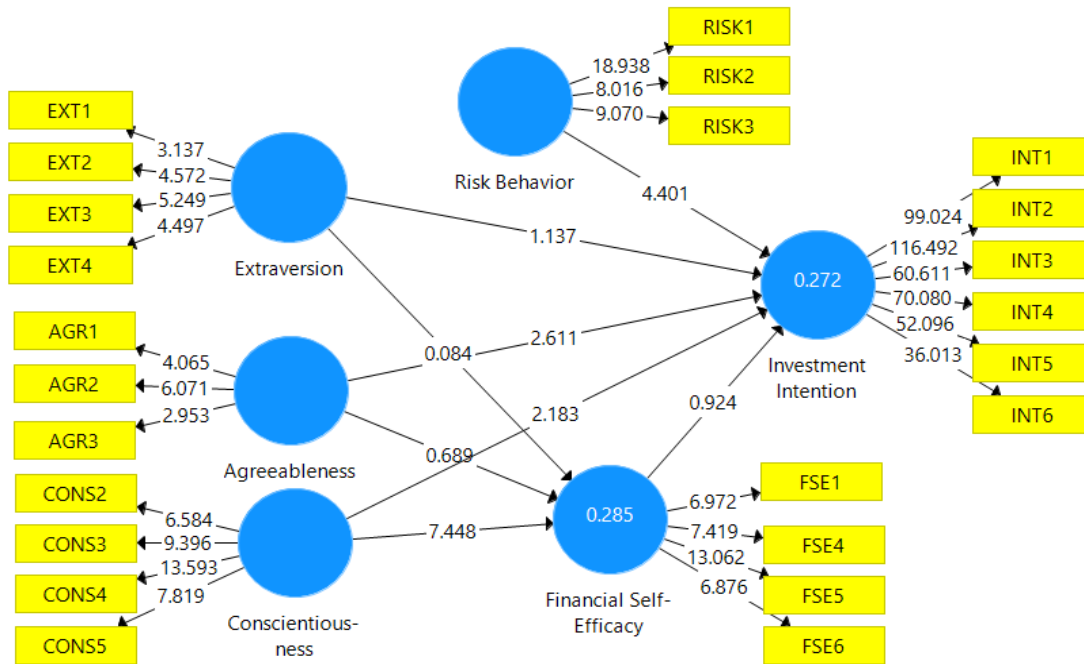 RISK1
18.938
RISK2
8.016
9.070
RISK3
Risk Behavior
EXT1
3.137
EXT2
4.572
EXT3
5.249
4.497
EXT4
Extraversion
4.401
1.137
INT1
99.024
INT2
116.492
INT3
60.611
70.080
INT4
52.096
INT5
36.013
INT6
0.272
Investment
Intention
AGR1
4.065
AGR2
6.071
2.953
AGR3
Agreeableness
0.084
2.611
2.183
0.924
0.689
CONS2
6.584
CONS3
9.396
13.593
CONS4
7.819
CONS5
Conscientious-
ness
7.448
0.285
Financial Self-
Efficacy
FSE1
6.972
7.419
FSE4
13.062
6.876
FSE5
FSE6